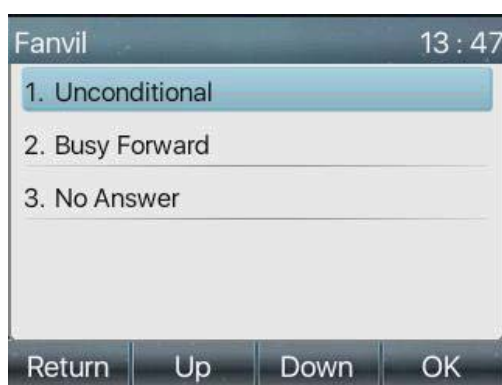 Fanvil 13 : 47
1. Unconditional
2. Busy Forward
3. No Answer
Return Up Down OK